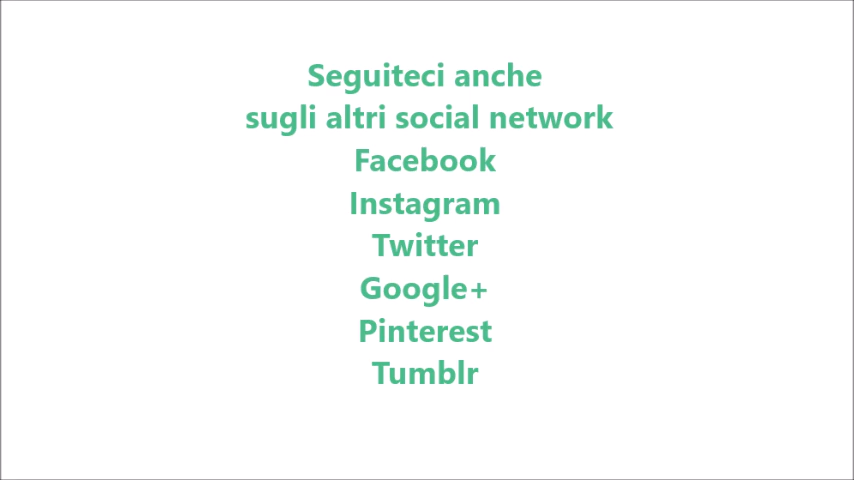 Seguiteci anche
sugli altri social network
Facebook
Instagram
Twitter
Google+
Pinterest
Tumblr